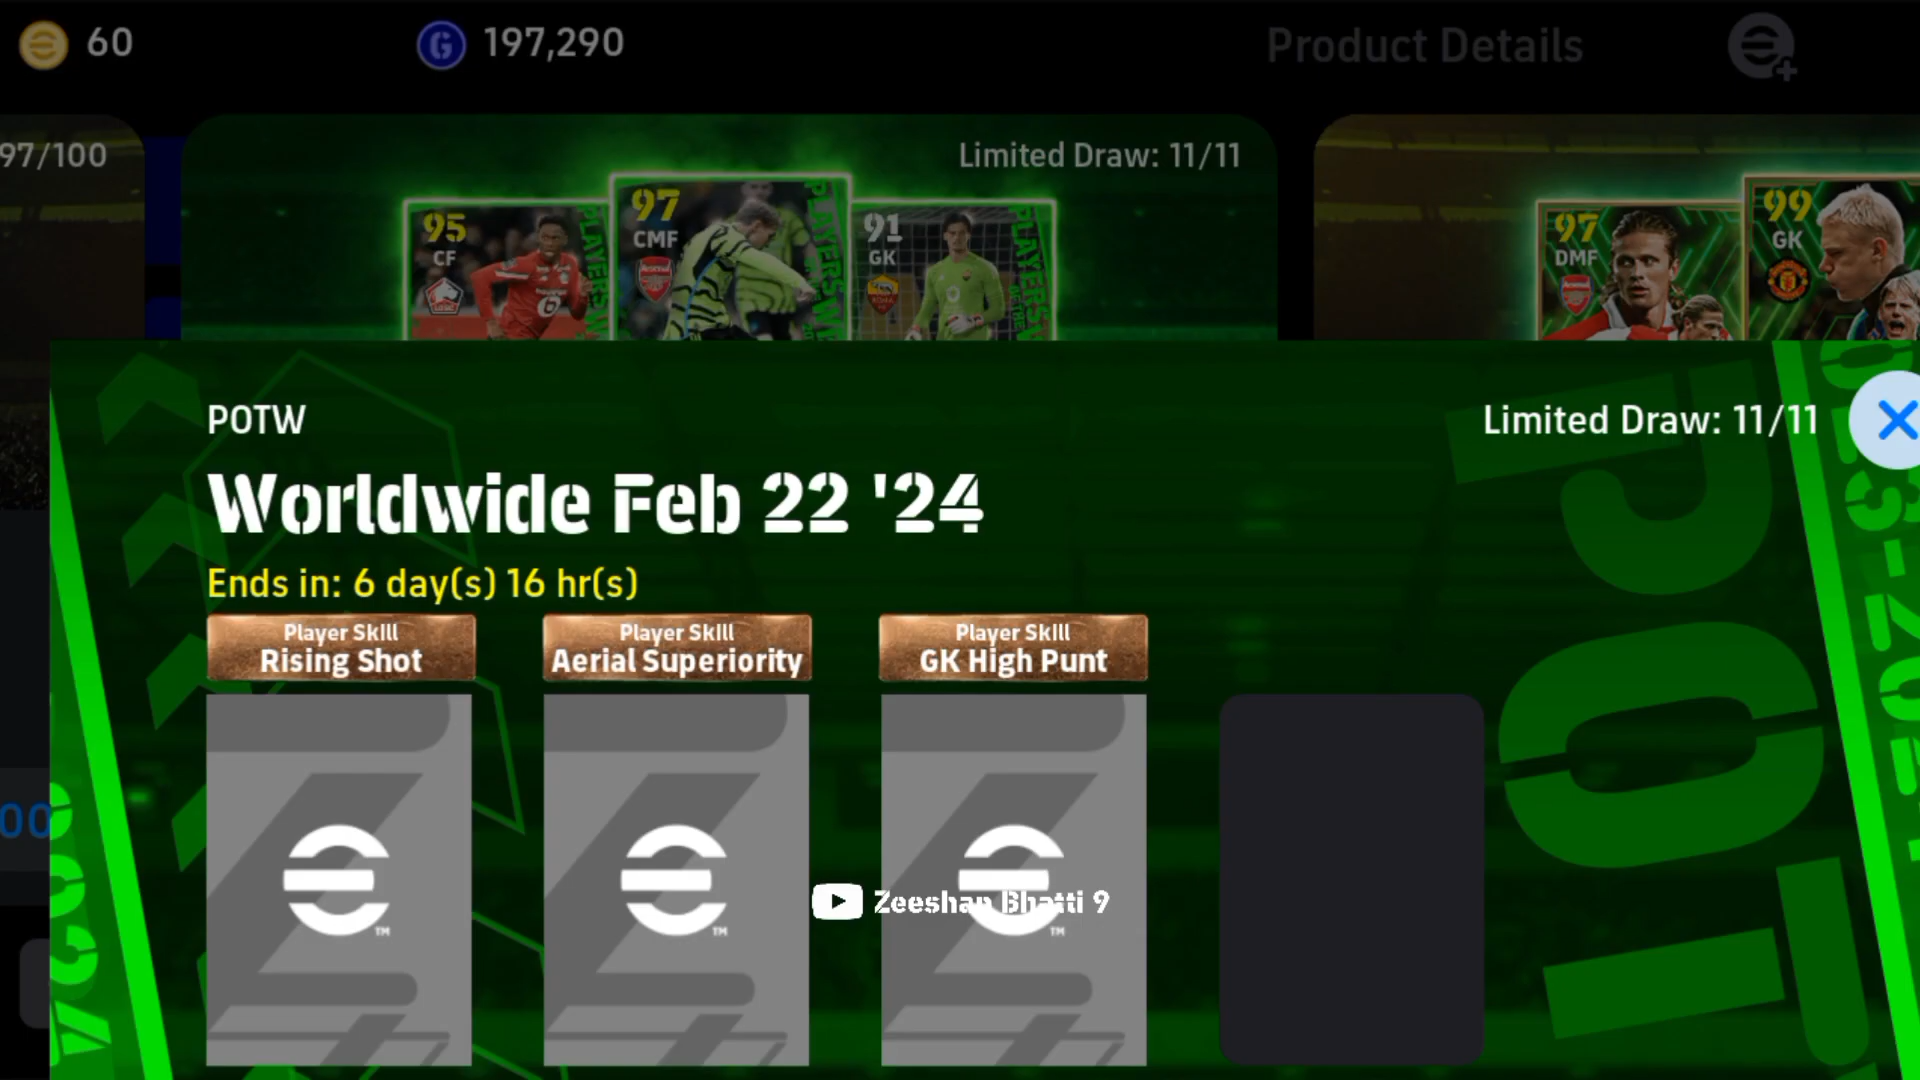 60
197,290
Product Details
97/100
Limited Draw: 11/11
95
CF
97
CMF
91
GK
97
DMF
99
GK
POTW
Limited Draw: 11/11
Worldwide Feb 22 '24
Ends in: 6 day(s) 16 hr(s)
Player Skill
Rising Shot
Player Skill
Aerial Superiority
Player Skill
GK High Punt
Zeeshan Bhatti 9